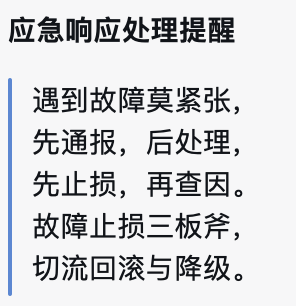 应急响应处理提醒
遇到故障莫紧张，
先通报，后处理，
先止损，再查因。
故障止损三板斧，
切流回滚与降级。